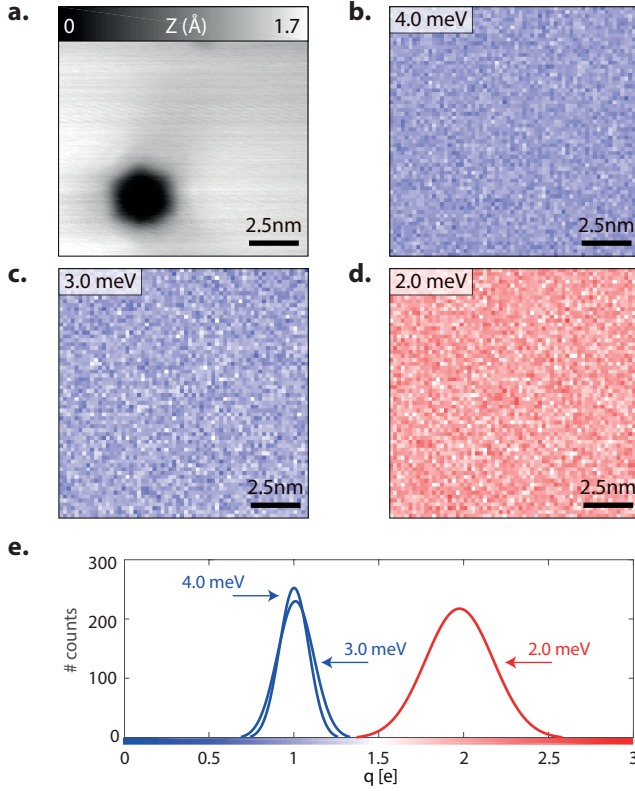 a.
0 Z (Å) 1.7
2.5nm
b.
4.0 meV
2.5nm
c.
3.0 meV
2.5nm
d.
2.0 meV
2.5nm
e.
300
200
100
0
# counts
4.0 meV
3.0 meV
2.0 meV
0 0.5 1 1.5 2 2.5 3
q [e]